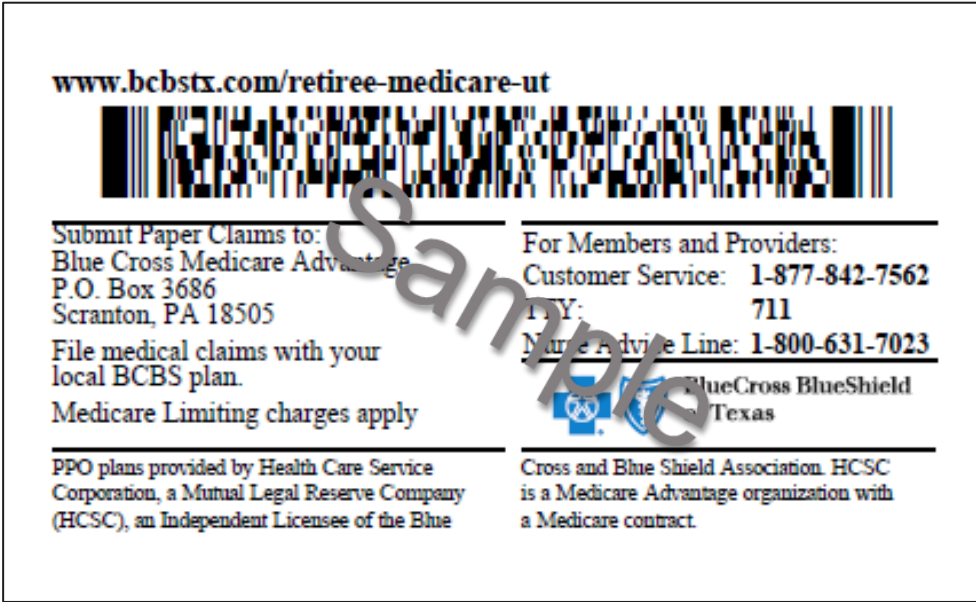 www.bcbstx.com/retiree-medicare-ut
Submit Paper Claims to:
Blue Cross Medicare Advantage
P.O. Box 3686
Scranton, PA 18505
File medical claims with your
local BCBS plan.
Medicare Limiting charges apply
For Members and Providers:
Customer Service: 1-877-842-7562
TTY: 711
Nurse Advice Line: 1-800-631-7023
BlueCross BlueShield
of Texas
PPO plans provided by Health Care Service
Corporation, a Mutual Legal Reserve Company
(HCSC), an Independent Licensee of the Blue
Cross and Blue Shield Association. HCSC
is a Medicare Advantage organization with
a Medicare contract.
Sample